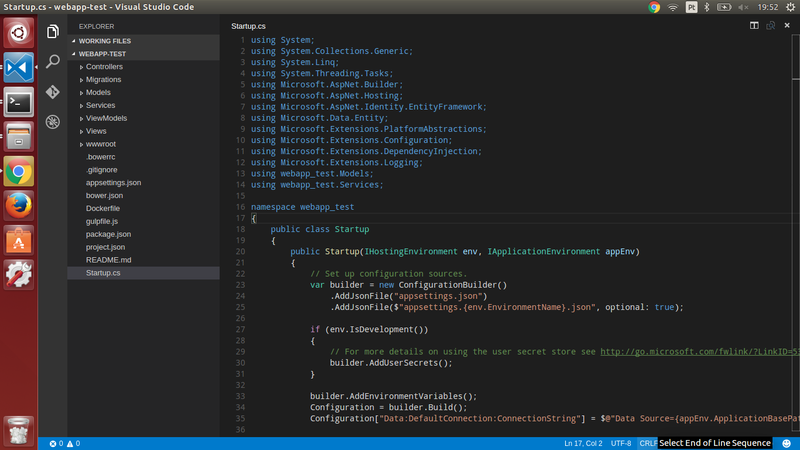 Startup.cs - webapp-test - Visual Studio Code
Pt
19:52
EXPLORER
WORKING FILES
WEBAPP-TEST
Controllers
Migrations
Models
Services
ViewModels
Views
wwwroot
.bowerrc
.gitignore
appsettings.json
bower.json
Dockerfile
gulpfile.js
package.json
project.json
README.md
Startup.cs
Startup.cs
1 using System;
2 using System.Collections.Generic;
3 using System.Linq;
4 using System.Threading.Tasks;
5 using Microsoft.AspNet.Builder;
6 using Microsoft.AspNet.Hosting;
7 using Microsoft.AspNet.Identity.EntityFramework;
8 using Microsoft.Data.Entity;
9 using Microsoft.Extensions.PlatformAbstractions;
10 using Microsoft.Extensions.Configuration;
11 using Microsoft.Extensions.DependencyInjection;
12 using Microsoft.Extensions.Logging;
13 using webapp_test.Models;
14 using webapp_test.Services;
15
16 namespace webapp_test
17 {
18 public class Startup
19 {
20 public Startup(IHostingEnvironment env, IApplicationEnvironment appEnv)
21 {
22 // Set up configuration sources.
23 var builder = new ConfigurationBuilder()
24 .AddJsonFile("appsettings.json")
25 .AddJsonFile($"appsettings.{env.EnvironmentName}.json", optional: true);
26
27 if (env.IsDevelopment())
28 {
29 // For more details on using the user secret store see http://go.microsoft.com/fwlink/?LinkID=53
30 builder.AddUserSecrets();
31 }
32
33 builder.AddEnvironmentVariables();
34 Configuration = builder.Build();
35 Configuration["Data:DefaultConnection:ConnectionString"] = $@"Data Source={appEnv.ApplicationBasePat
36
0 0
Ln 17, Col 2
UTF-8
CRLF
Select End of Line Sequence